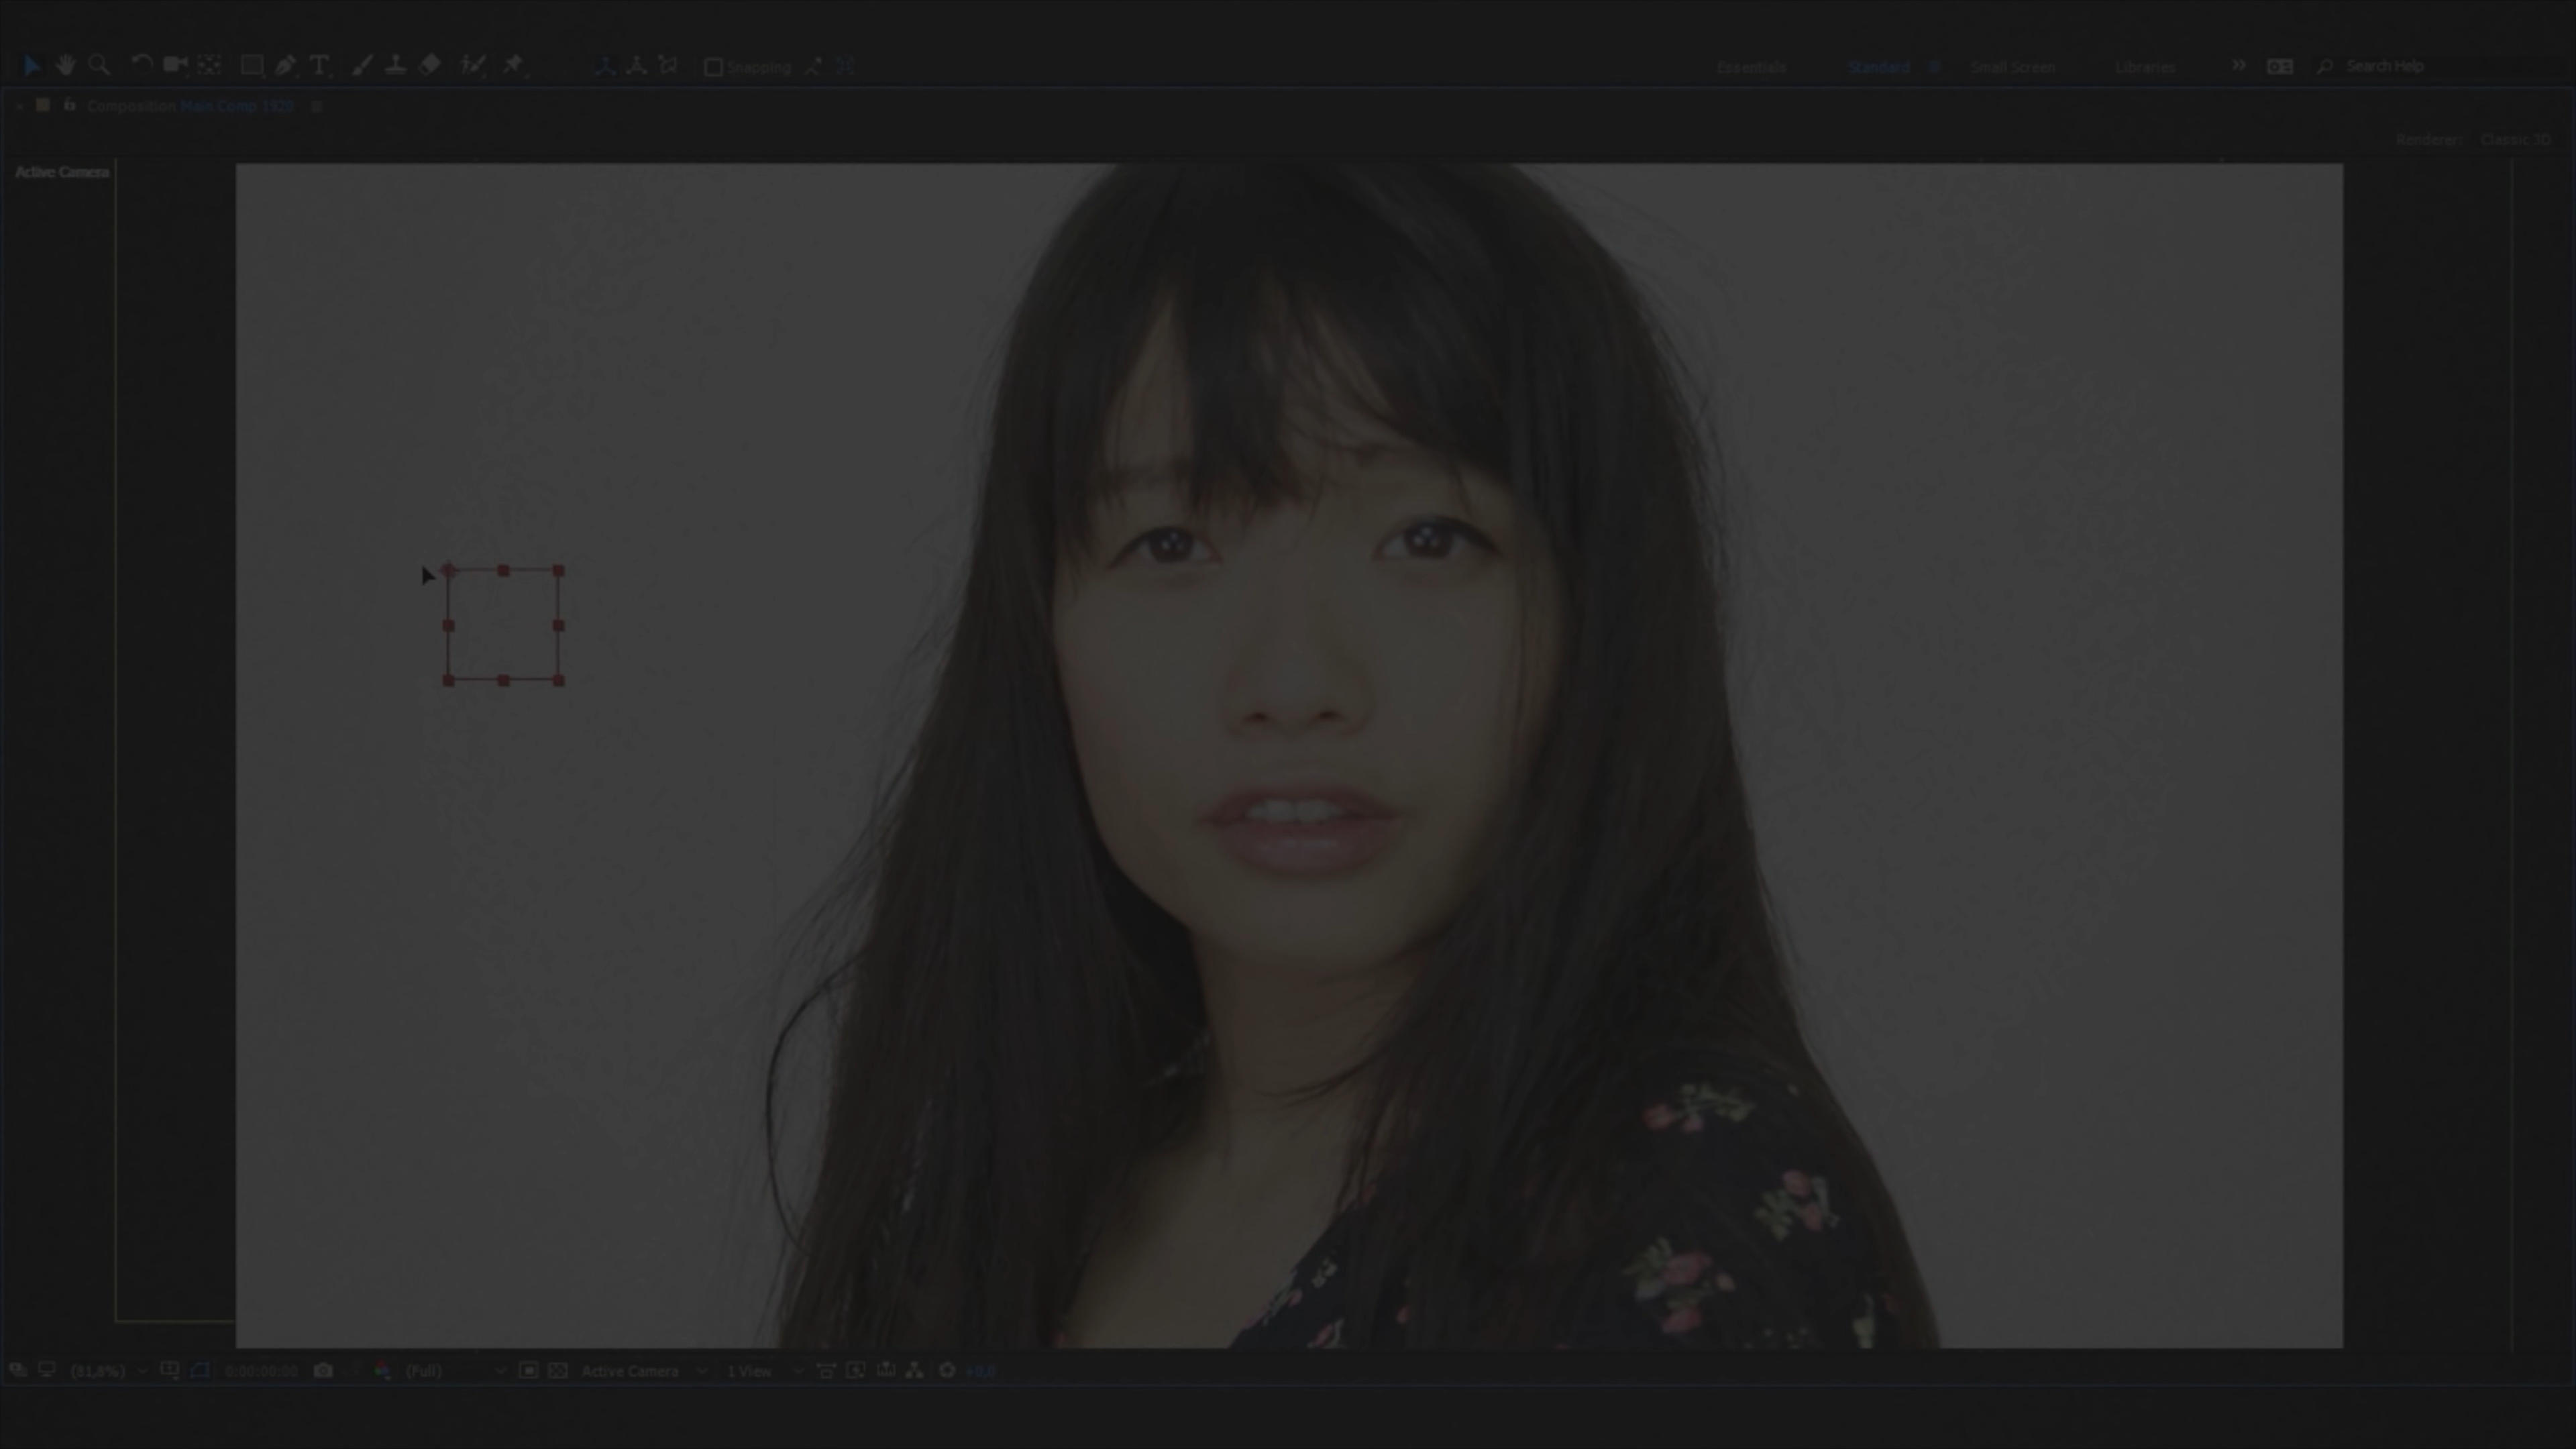 Snapping
Essentials Standard Small Screen Libraries Search Help
Composition Main Comp 1920
Renderer: Classic 3D
Active Camera
(81,8%) 0:00:00:00 (Full) Active Camera 1 View +0,0